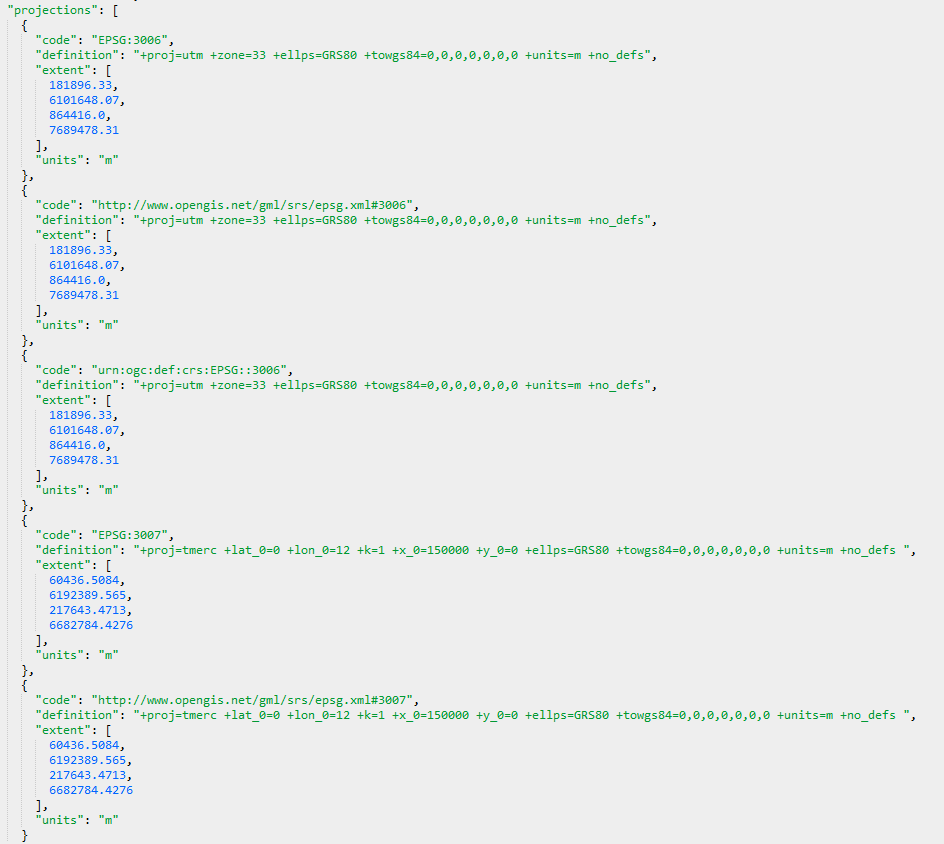 "projections": [
{
"code": "EPSG:3006",
"definition": "+proj=utm +zone=33 +ellps=GRS80 +towgs84=0,0,0,0,0,0,0 +units=m +no_defs",
"extent": [
181896.33,
6101648.07,
864416.0,
7689478.31
],
"units": "m"
},
{
"code": "http://www.opengis.net/gml/srs/epsg.xml#3006",
"definition": "+proj=utm +zone=33 +ellps=GRS80 +towgs84=0,0,0,0,0,0,0 +units=m +no_defs",
"extent": [
181896.33,
6101648.07,
864416.0,
7689478.31
],
"units": "m"
},
{
"code": "urn:ogc:def:crs:EPSG::3006",
"definition": "+proj=utm +zone=33 +ellps=GRS80 +towgs84=0,0,0,0,0,0,0 +units=m +no_defs",
"extent": [
181896.33,
6101648.07,
864416.0,
7689478.31
],
"units": "m"
},
{
"code": "EPSG:3007",
"definition": "+proj=tmerc +lat_0=0 +lon_0=12 +k=1 +x_0=150000 +y_0=0 +ellps=GRS80 +towgs84=0,0,0,0,0,0,0 +units=m +no_defs ",
"extent": [
60436.5084,
6192389.565,
217643.4713,
6682784.4276
],
"units": "m"
},
{
"code": "http://www.opengis.net/gml/srs/epsg.xml#3007",
"definition": "+proj=tmerc +lat_0=0 +lon_0=12 +k=1 +x_0=150000 +y_0=0 +ellps=GRS80 +towgs84=0,0,0,0,0,0,0 +units=m +no_defs ",
"extent": [
60436.5084,
6192389.565,
217643.4713,
6682784.4276
],
"units": "m"
}